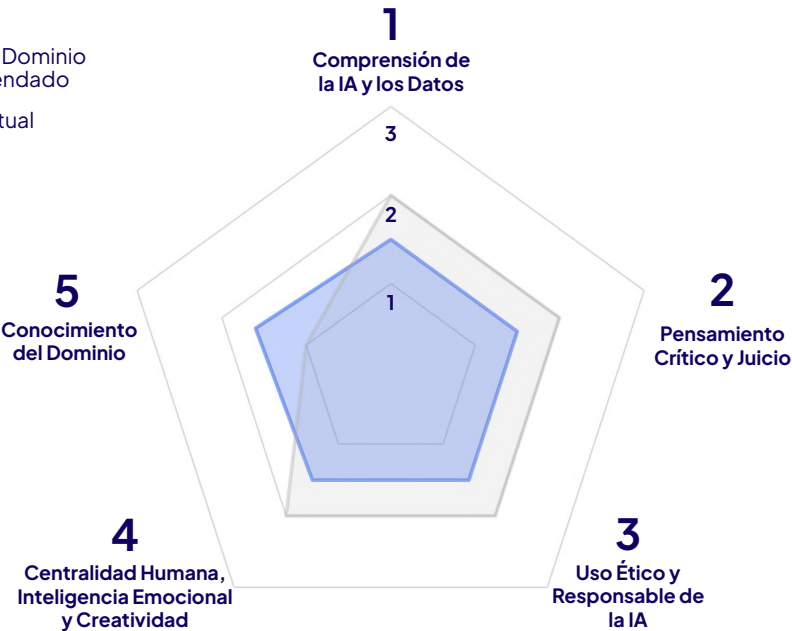 Dominio
endado
tual
1
Comprensión de
la IA y los Datos
3
2
1
2
Pensamiento
Crítico y Juicio
3
Uso Ético y
Responsable de
la IA
4
Centralidad Humana,
Inteligencia Emocional
y Creatividad
5
Conocimiento
del Dominio